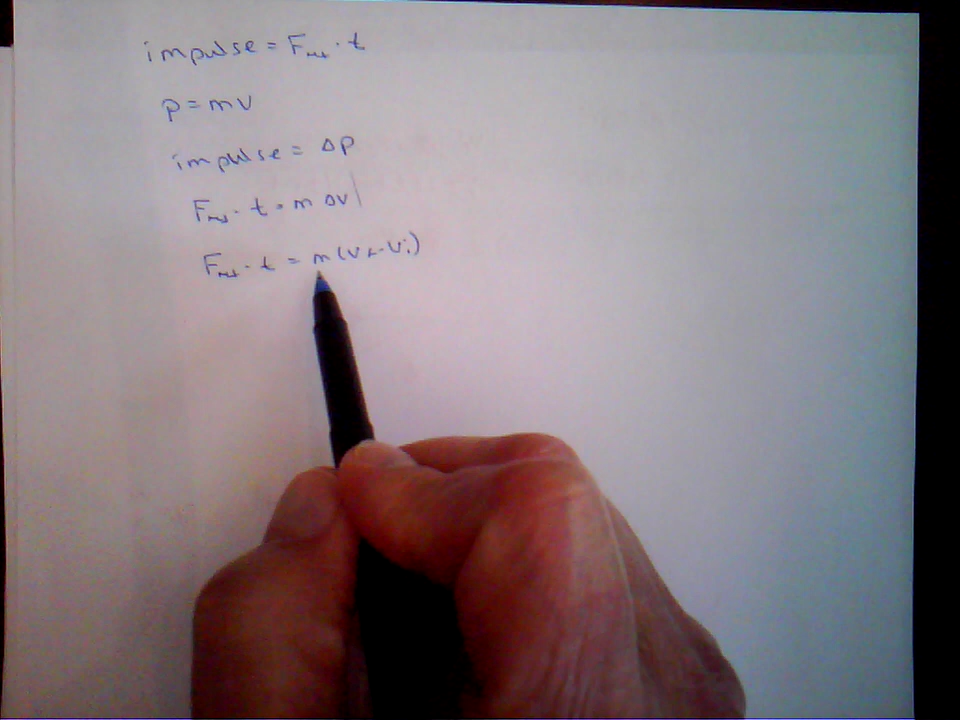 impulse = Fnet · t
p = mv
impulse = Δp
Fnet · t = m Δv
Fnet · t = m(vf - vi)